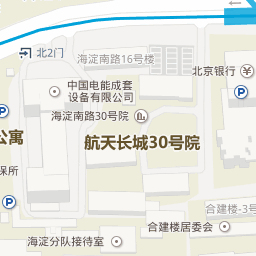 北2门
海淀南路16号楼
北京银行
中国电能成套
设备有限公司
海淀南路30号院
公寓
航天长城30号院
保所
合建楼-3号
合建楼居委会
海淀分队接待室